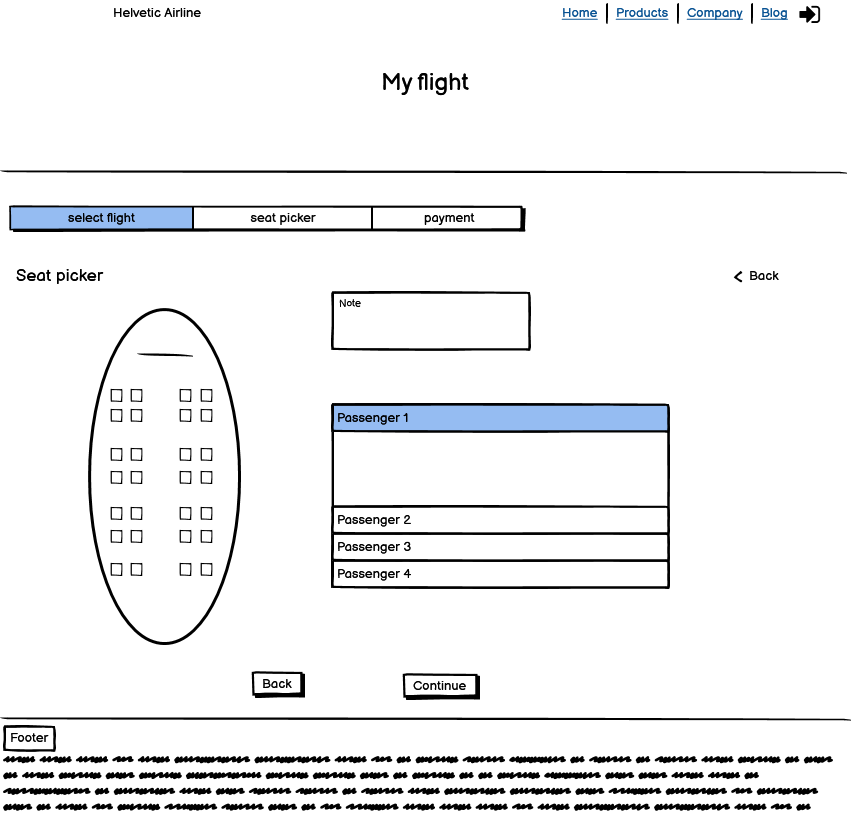 Helvetic Airline
Home Products Company Blog
My flight
select flight seat picker payment
Seat picker
Back
Note
Passenger 1
Passenger 2
Passenger 3
Passenger 4
Back Continue
Footer